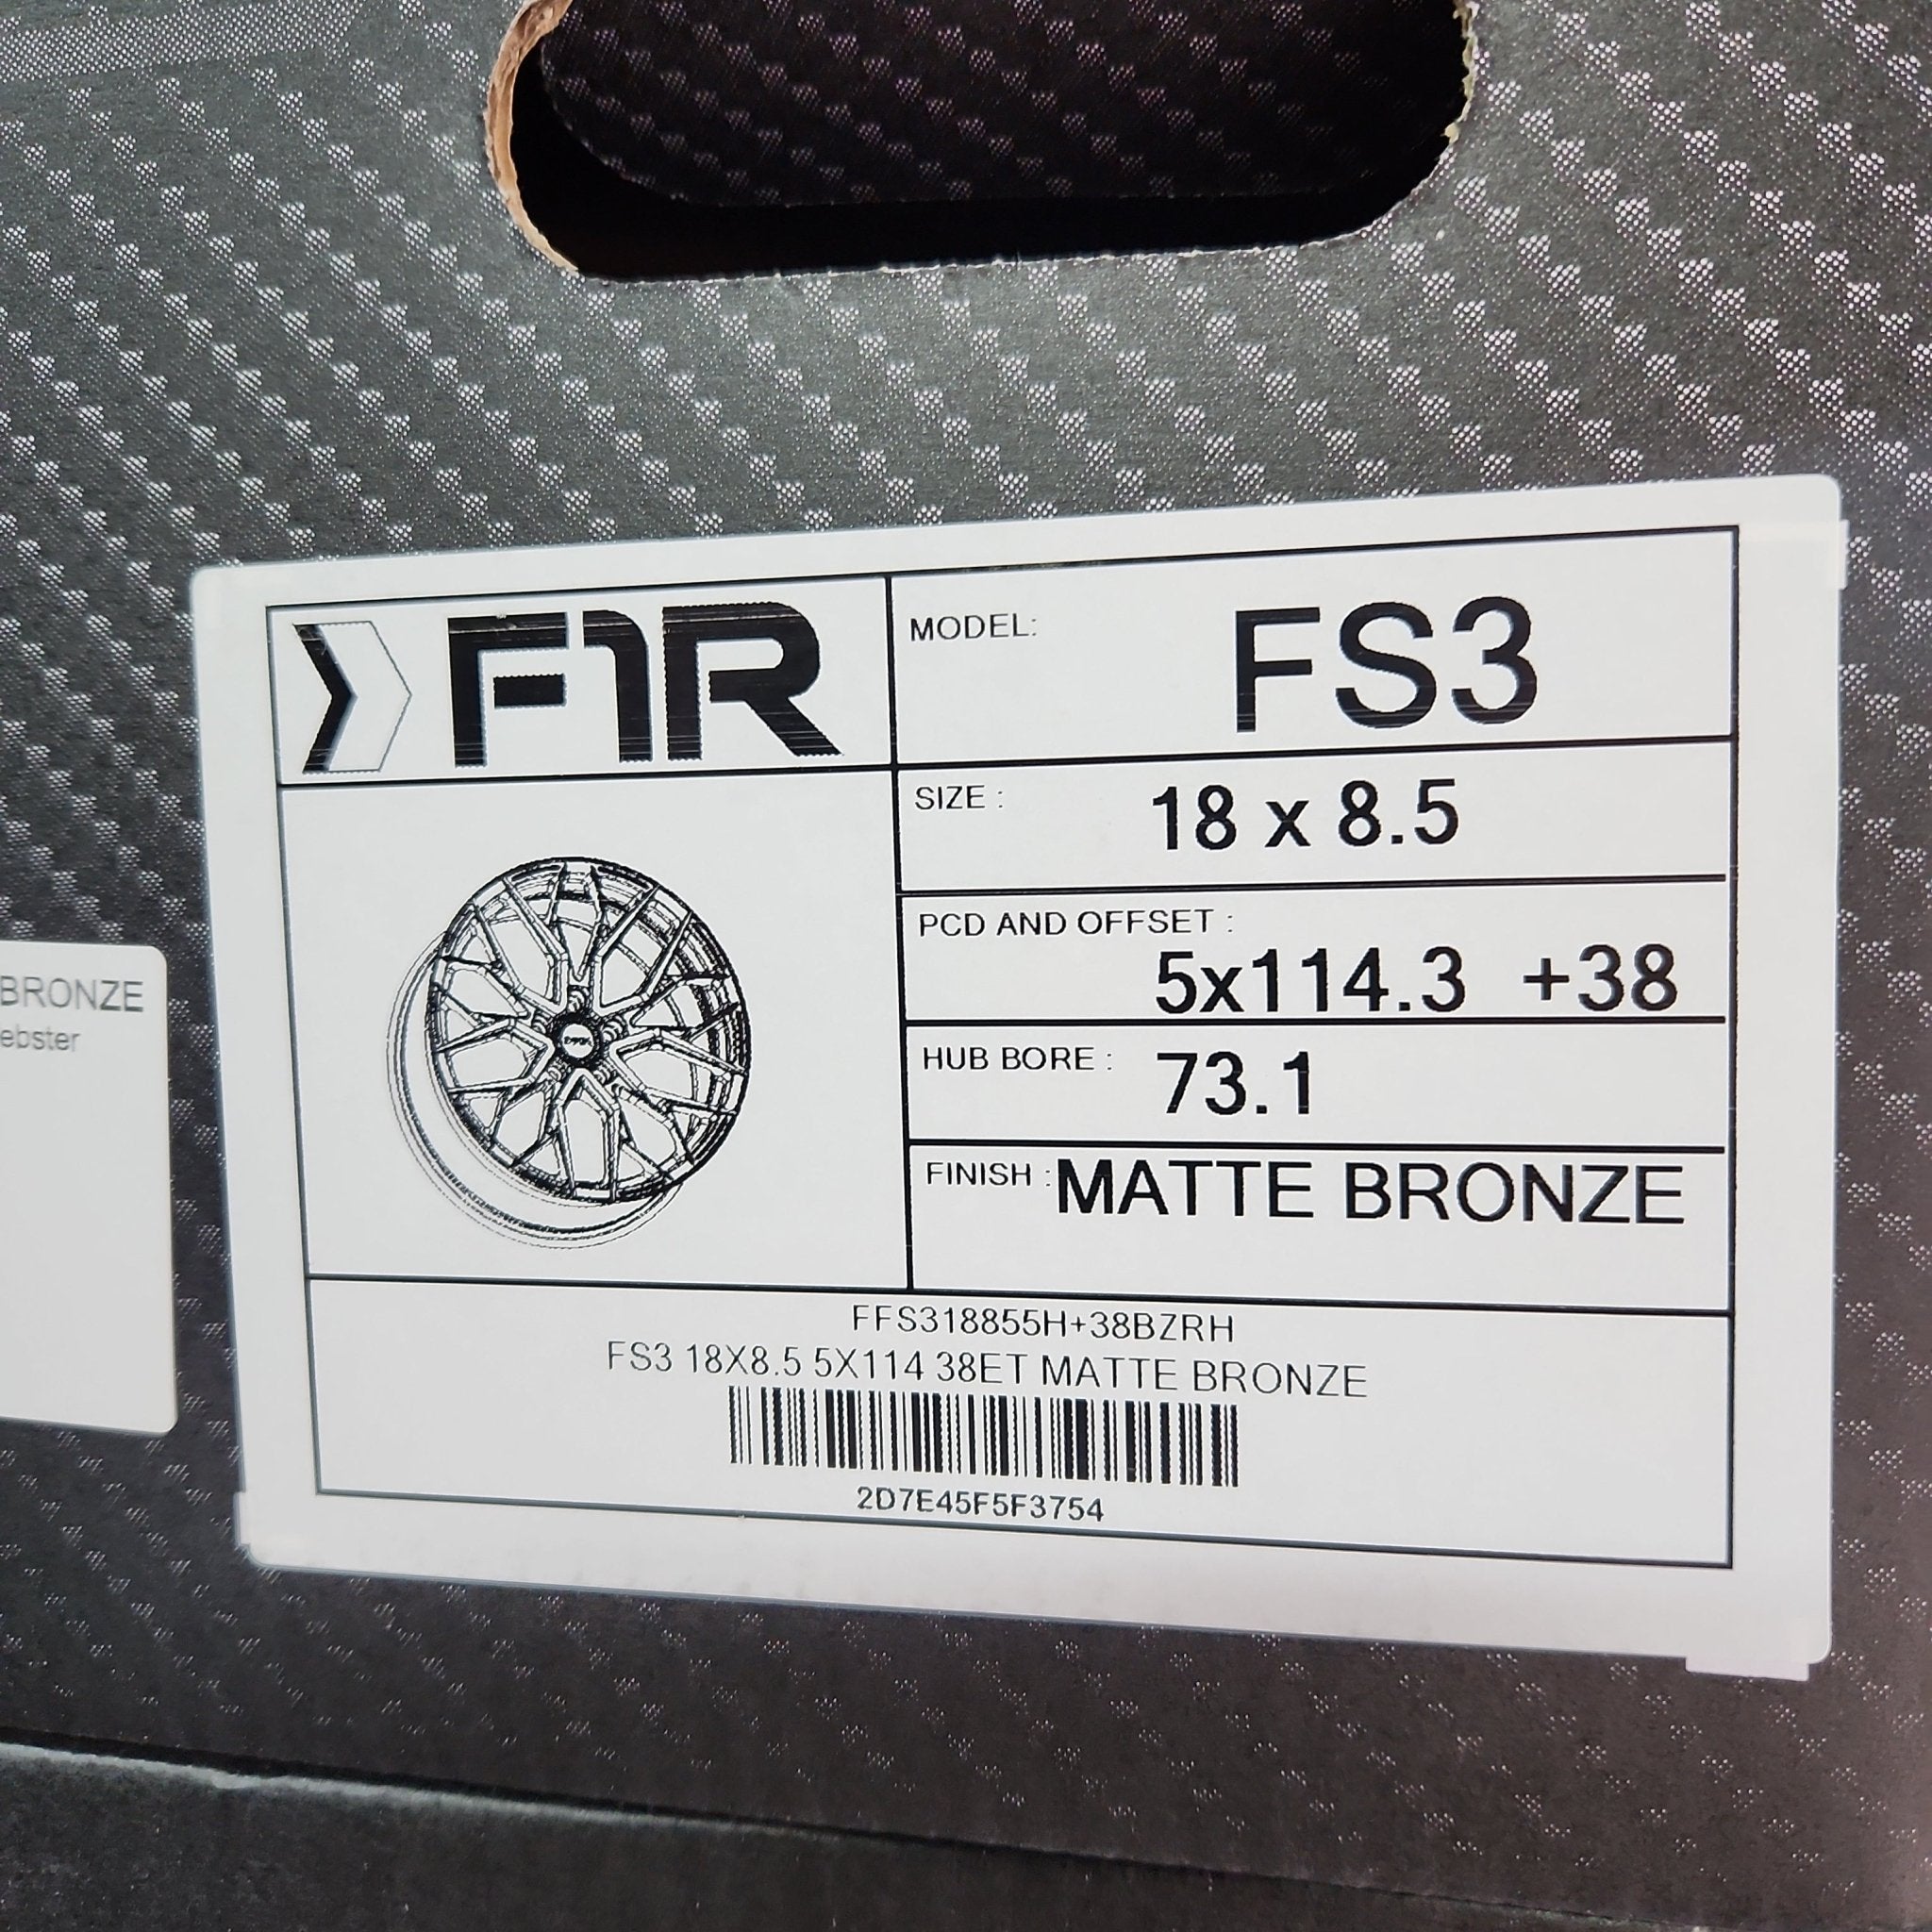 F1R
MODEL: FS3
SIZE : 18 x 8.5
PCD AND OFFSET :
5x114.3 +38
HUB BORE : 73.1
FINISH : MATTE BRONZE
FFS318855H+38BZRH
FS3 18X8.5 5X114 38ET MATTE BRONZE
2D7E45F5F3754
BRONZE
ebster